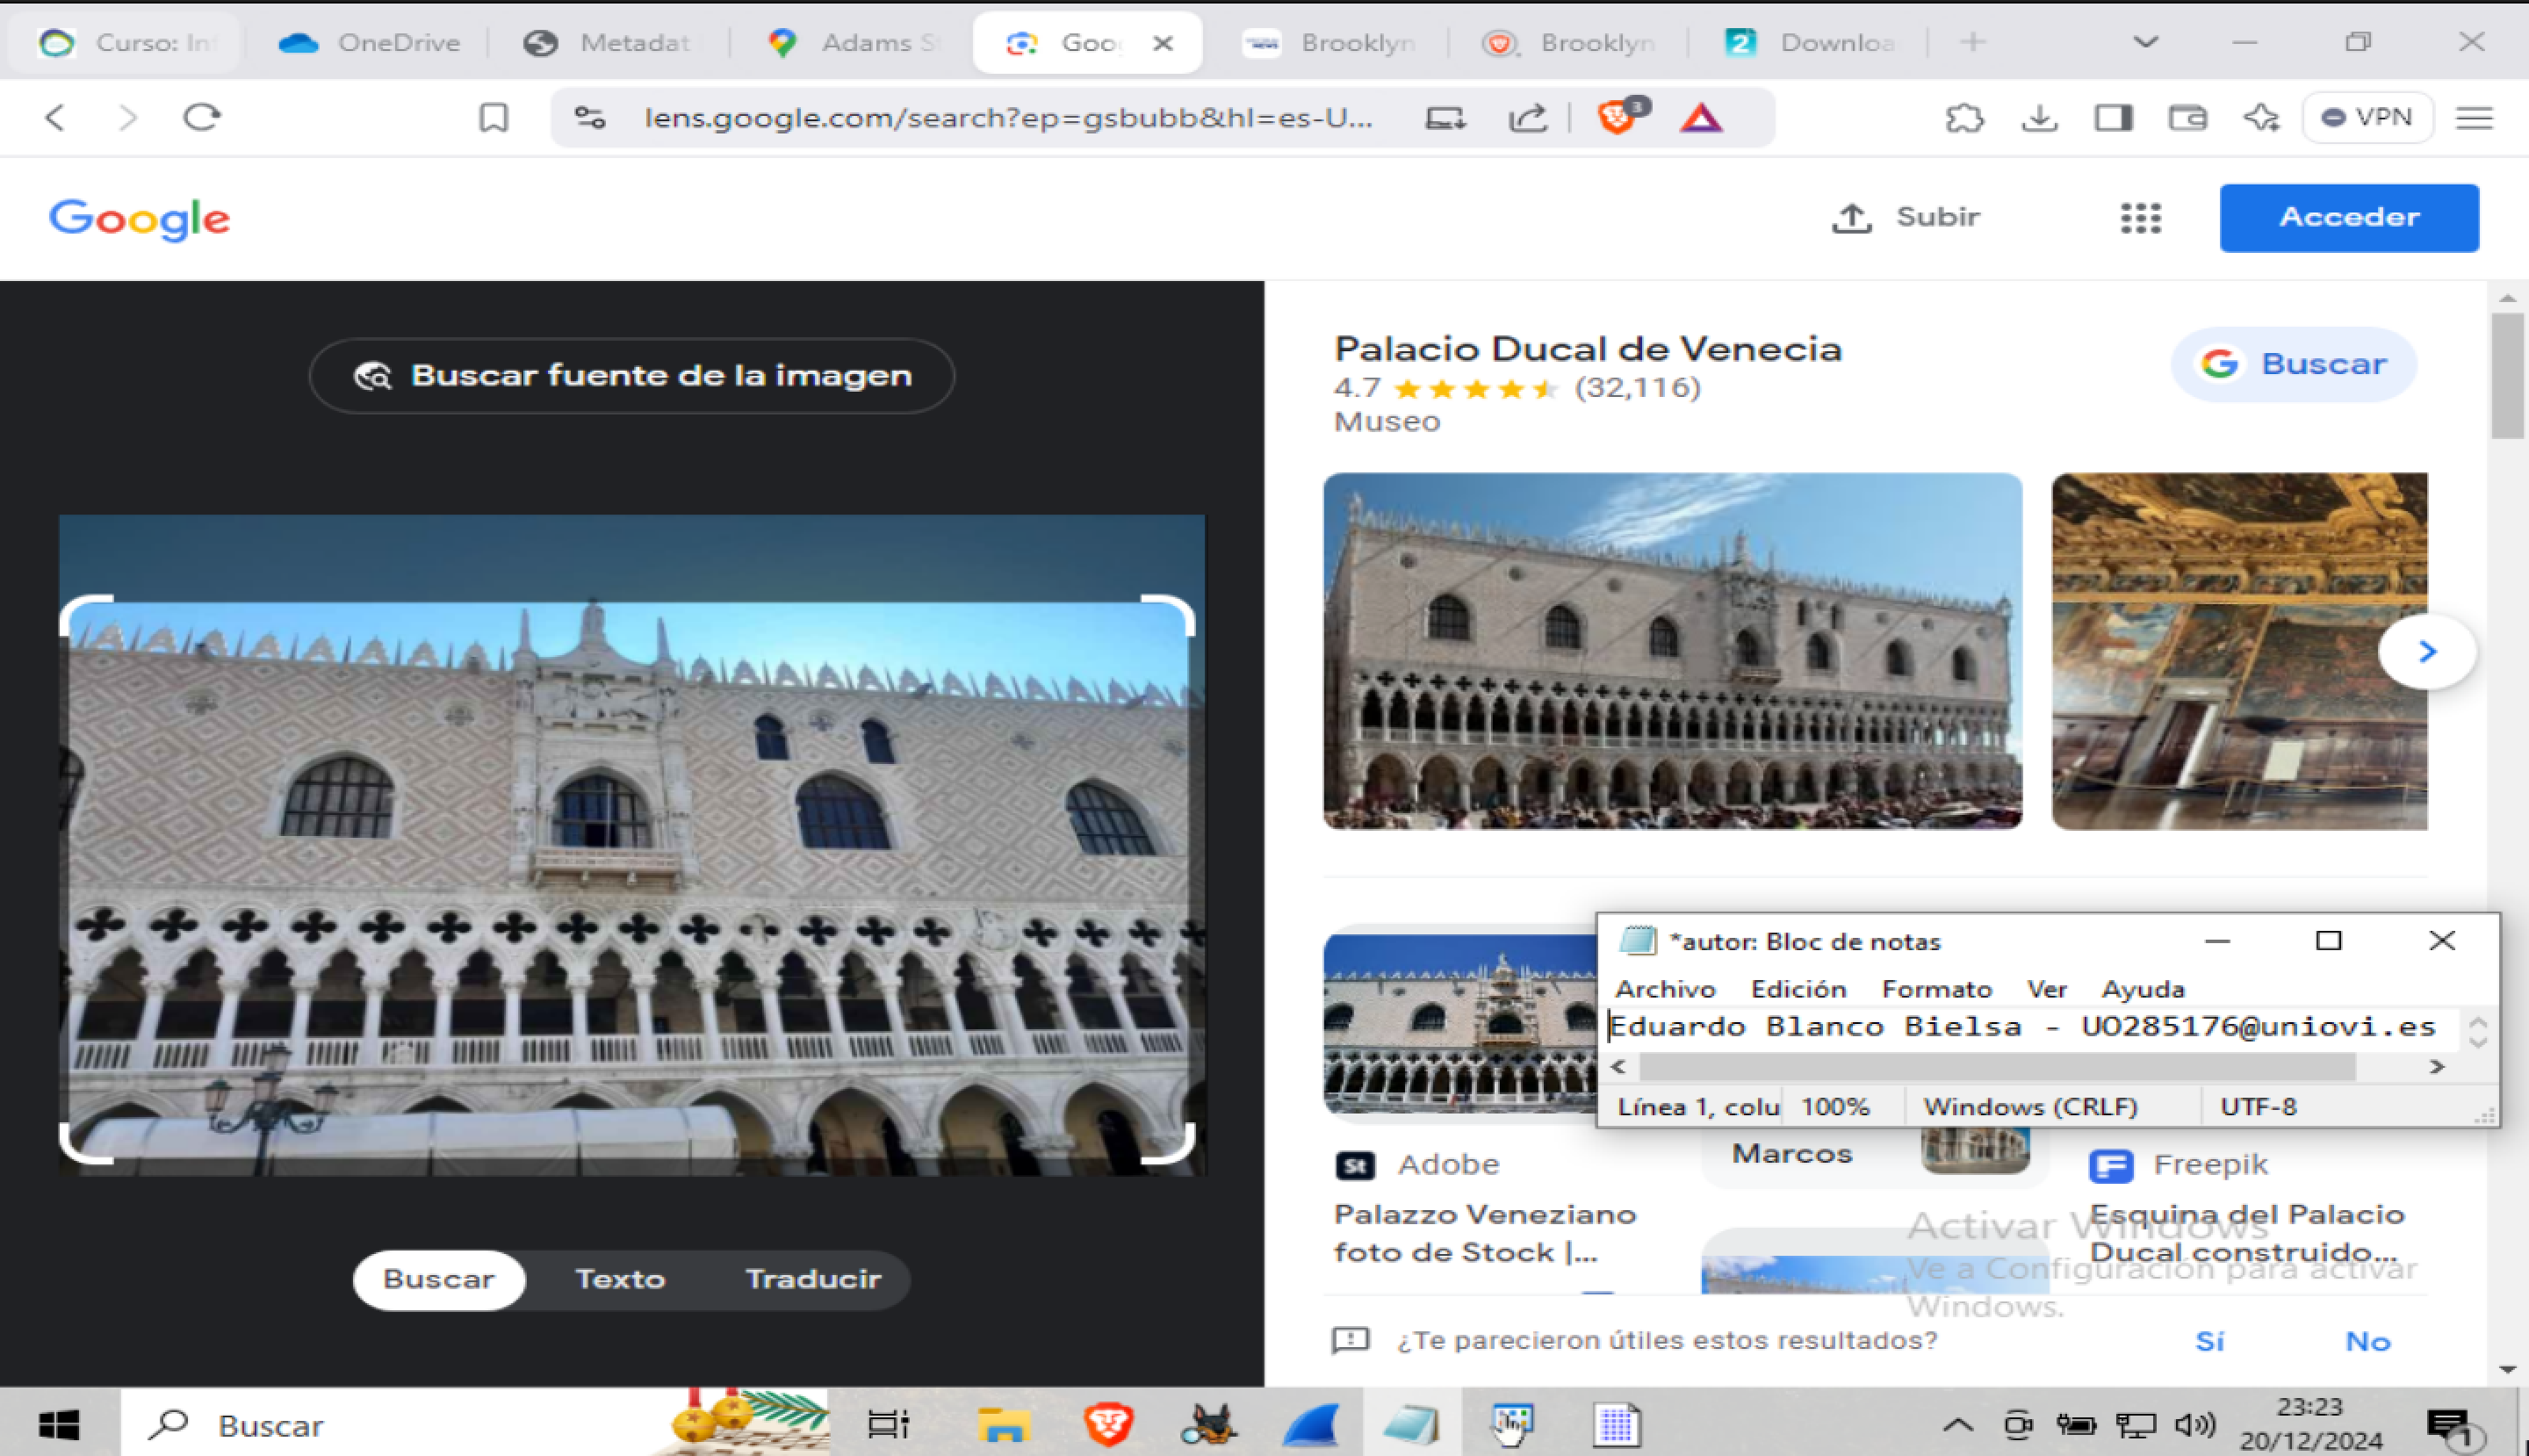 Curso: Int
OneDrive
Metadat
Adams S
Goo
Brooklyn
Brooklyn
Downloa
lens.google.com/search?ep=gsbubb&hl=es-U...
3
VPN
Google
Subir
Acceder
Buscar fuente de la imagen
Palacio Ducal de Venecia
4.7 (32,116)
Museo
Buscar
*autor: Bloc de notas
Archivo Edición Formato Ver Ayuda
Eduardo Blanco Bielsa - UO285176@uniovi.es
Línea 1, colu 100% Windows (CRLF) UTF-8
St Adobe
Palazzo Veneziano
foto de Stock |...
Marcos
Freepik
Esquina del Palacio
Ducal construido...
Activar Windows
Ve a Configuración para activar
Windows.
Buscar Texto Traducir
¿Te parecieron útiles estos resultados?
Sí No
Buscar
23:23
20/12/2024
1